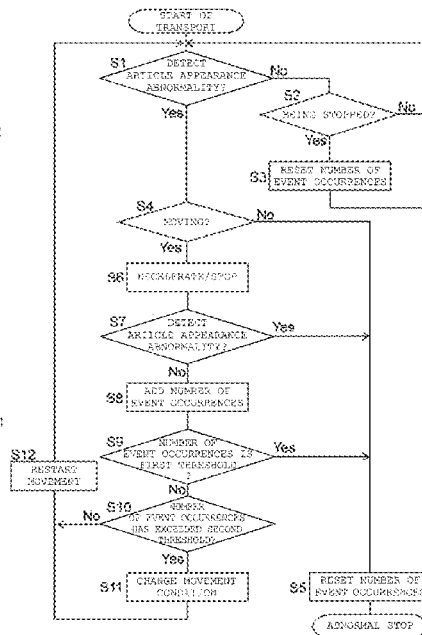 START OF
TRANSPORT
S1
DETECT
ARTICLE APPEARANCE
ABNORMALITY?
No
Yes
S2
BEING STOPPED?
No
Yes
S3
RESET NUMBER OF
EVENT OCCURRENCES
S4
MOVING?
No
Yes
S6
DECELERATE/STOP
S7
DETECT
ARTICLE APPEARANCE
ABNORMALITY?
Yes
No
S8
ADD NUMBER OF
EVENT OCCURRENCES
S9
NUMBER OF
EVENT OCCURRENCES IS
FIRST THRESHOLD
?
Yes
No
S12
RESTART
MOVEMENT
S10
NUMBER
OF EVENT OCCURRENCES
HAS EXCEEDED SECOND
THRESHOLD?
No
Yes
S11
CHANGE MOVEMENT
CONDITION
S5
RESET NUMBER OF
EVENT OCCURRENCES
ABNORMAL STOP